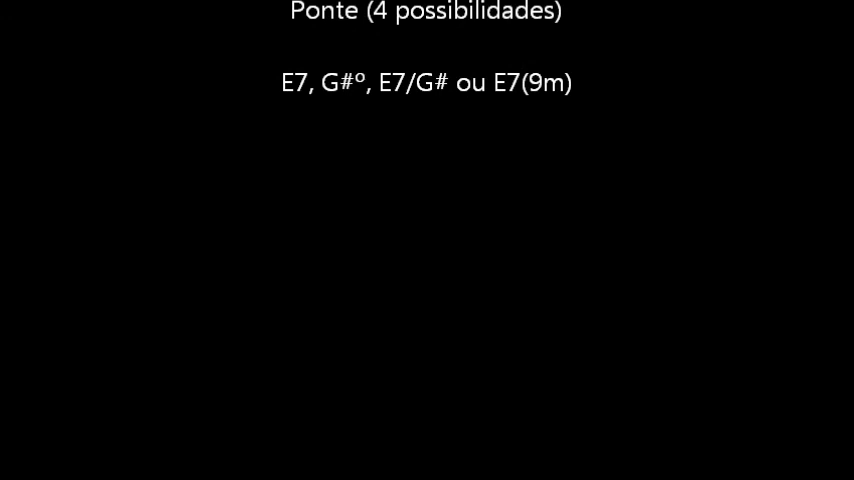 Ponte (4 possibilidades)
E7, G#º, E7/G# ou E7(9m)